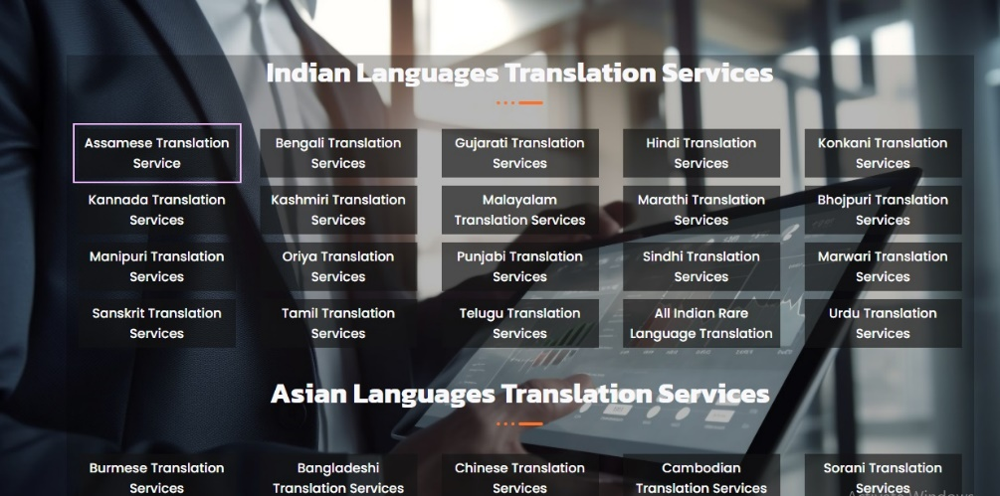 Indian Languages Translation Services
Assamese Translation
Service
Bengali Translation
Services
Gujarati Translation
Services
Hindi Translation
Services
Konkani Translation
Services
Kannada Translation
Services
Kashmiri Translation
Services
Malayalam
Translation Services
Marathi Translation
Services
Bhojpuri Translation
Services
Manipuri Translation
Services
Oriya Translation
Services
Punjabi Translation
Services
Sindhi Translation
Services
Marwari Translation
Services
Sanskrit Translation
Services
Tamil Translation
Services
Telugu Translation
Services
All Indian Rare
Language Translation
Urdu Translation
Services
Asian Languages Translation Services
Burmese Translation
Services
Bangladeshi
Translation Services
Chinese Translation
Services
Cambodian
Translation Services
Sorani Translation
Services
Activate Windows